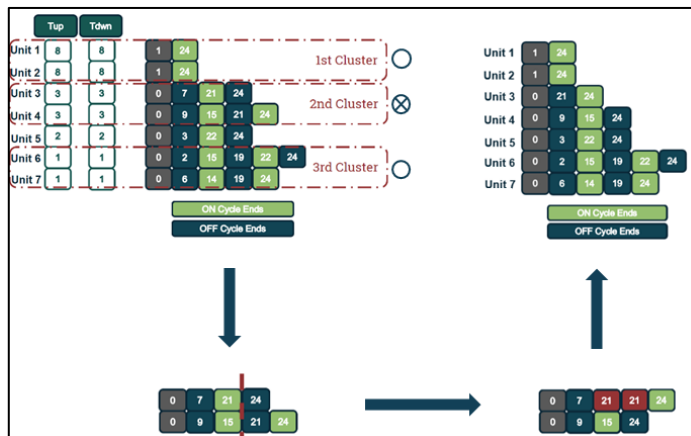 Tup Tdwn
Unit 1 8 8 1 24
1st Cluster
Unit 2 8 8 1 24
Unit 3 3 3 0 7 21 24
2nd Cluster
Unit 4 3 3 0 9 15 21 24
Unit 5 2 2 0 3 22 24
Unit 6 1 1 0 2 15 19 22 24
3rd Cluster
Unit 7 1 1 0 6 14 19 24
ON Cycle Ends
OFF Cycle Ends
Unit 1 1 24
Unit 2 1 24
Unit 3 0 21 24
Unit 4 0 9 15 24
Unit 5 0 3 22 24
Unit 6 0 2 15 19 22 24
Unit 7 0 6 14 19 24
ON Cycle Ends
OFF Cycle Ends
0 7 21 24
0 9 15 21 24
0 7 21 21 24
0 9 15 24